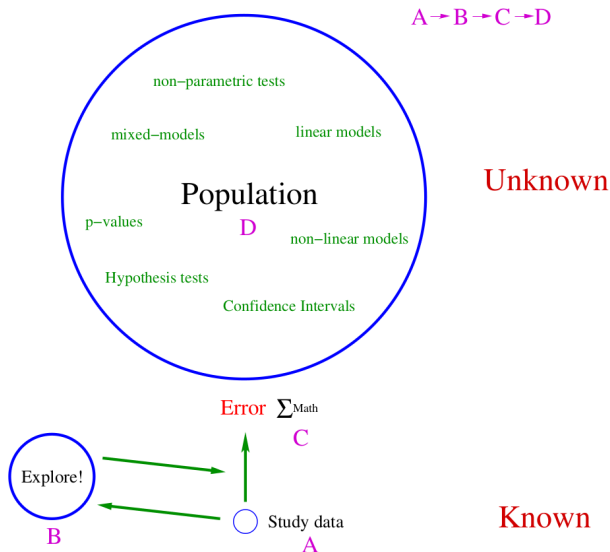 A→B→C→D
non-parametric tests
mixed-models
linear models
Unknown
Population
p-values
D
non-linear models
Hypothesis tests
Confidence Intervals
Error ΣMath
C
Explore!
B
Study data
A
Known